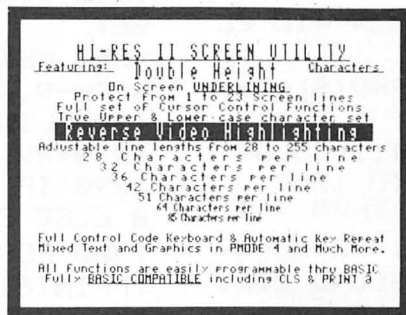 HI-RES II SCREEN UTILITY
Featuring: Double Height Characters
On Screen UNDERLINING
Protect from 1 to 23 Screen lines
Full set of Cursor Control Functions
True Upper & Lower-case character set
Reverse Video Highlighting
Adjustable line lengths from 28 to 255 characters
28 Characters per line
32 Characters per line
36 Characters per line
42 Characters per line
51 Characters per line
64 Characters per line
85 Characters per line
Full Control Code Keyboard & Automatic Key Repeat
Mixed Text and Graphics in PMODE 4 and Much More.
All Functions are easily programmable thru BASIC
Fully BASIC COMPATIBLE including CLS & PRINT @